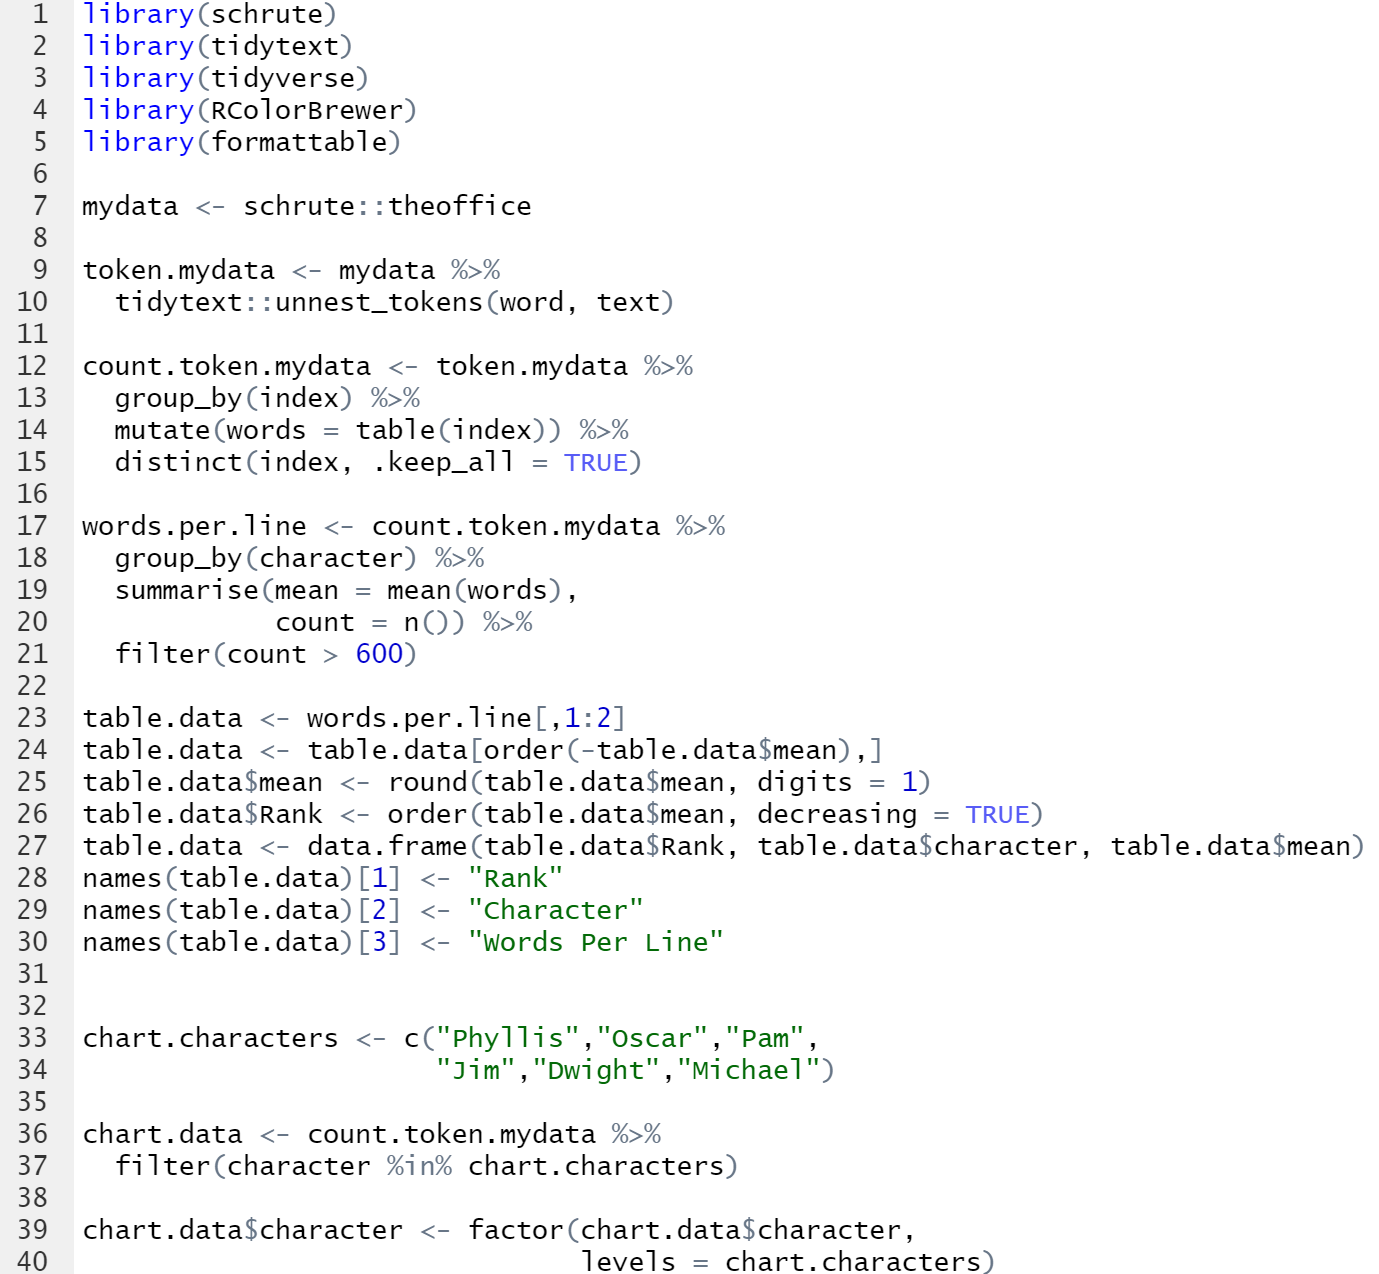 1 library(schrute)
2 library(tidytext)
3 library(tidyverse)
4 library(RColorBrewer)
5 library(formattable)
6
7 mydata <- schrute::theoffice
8
9 token.mydata <- mydata %>%
10   tidytext::unnest_tokens(word, text)
11
12 count.token.mydata <- token.mydata %>%
13   group_by(index) %>%
14   mutate(words = table(index)) %>%
15   distinct(index, .keep_all = TRUE)
16
17 words.per.line <- count.token.mydata %>%
18   group_by(character) %>%
19   summarise(mean = mean(words),
20             count = n()) %>%
21   filter(count > 600)
22
23 table.data <- words.per.line[,1:2]
24 table.data <- table.data[order(-table.data$mean),]
25 table.data$mean <- round(table.data$mean, digits = 1)
26 table.data$Rank <- order(table.data$mean, decreasing = TRUE)
27 table.data <- data.frame(table.data$Rank, table.data$character, table.data$mean)
28 names(table.data)[1] <- "Rank"
29 names(table.data)[2] <- "Character"
30 names(table.data)[3] <- "Words Per Line"
31
32
33 chart.characters <- c("Phyllis","Oscar","Pam",
34                       "Jim","Dwight","Michael")
35
36 chart.data <- count.token.mydata %>%
37   filter(character %in% chart.characters)
38
39 chart.data$character <- factor(chart.data$character,
40                                levels = chart.characters)